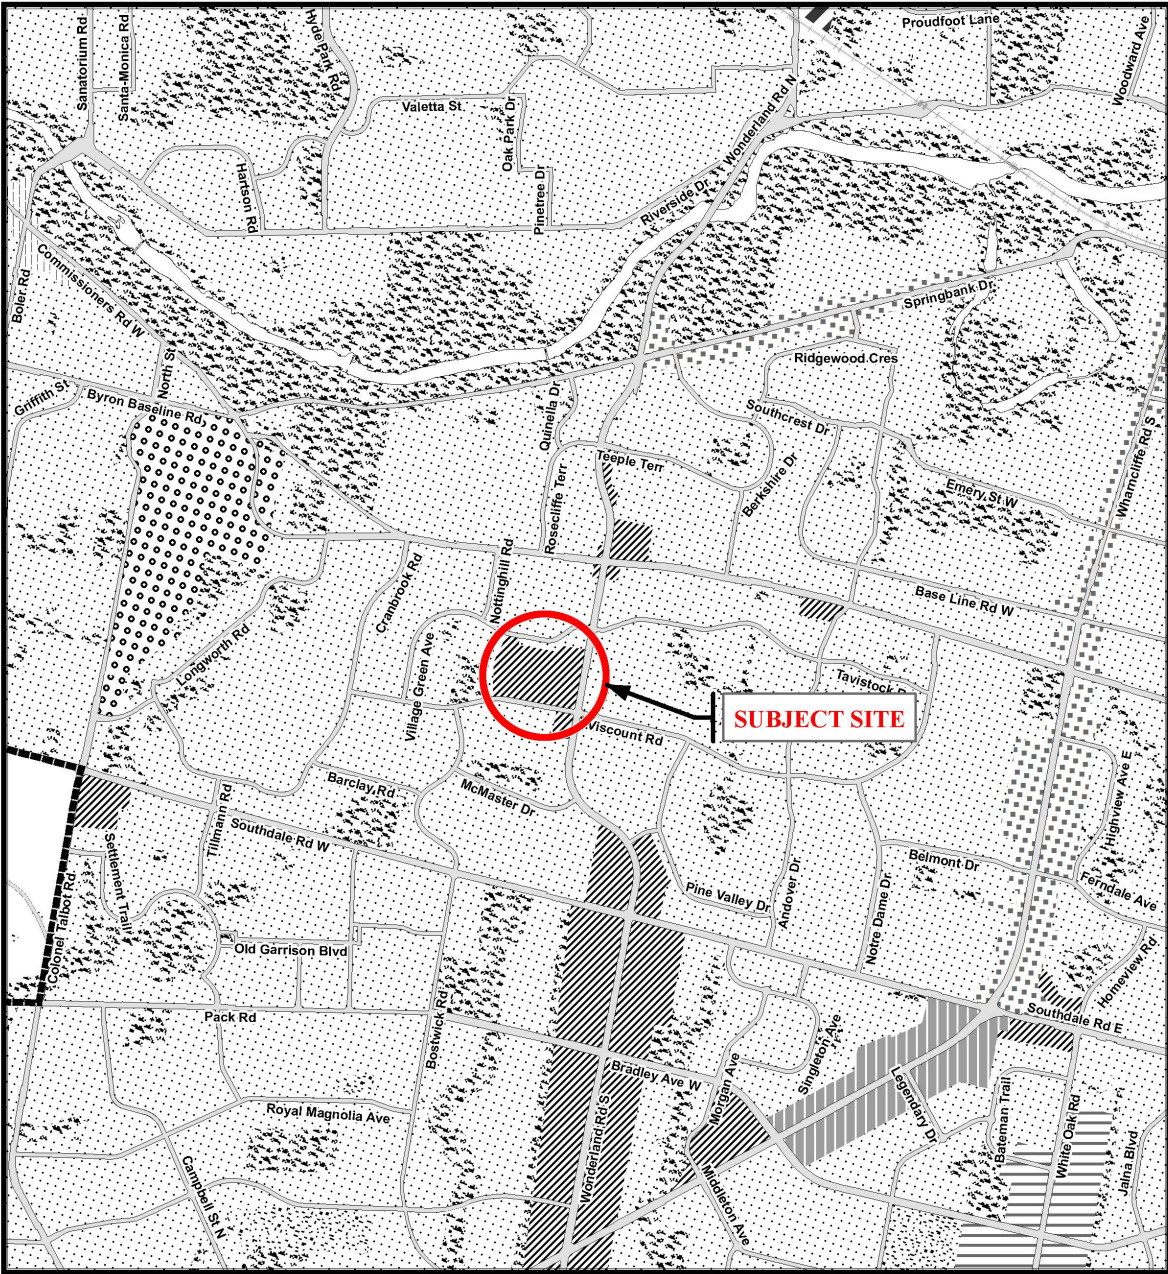 Sanatorium Rd
Santa-Monica Rd
Hyde Park Rd
Proudfoot Lane
Woodward Ave
Valetta St
Oak Park Dr
Wonderland Rd N
Hartson Rd
Pinetree Dr
Riverside Dr
Commissioners Rd W
Boler Rd
Springbank Dr
North St
Ridgewood Cres
Griffith St
Byron Baseline Rd
Quinella Dr
Southcrest Dr
Wharncliffe Rd S
Teeple Terr
Berkshire Dr
Rosecliffe Terr
Emery St W
Nottinghill Rd
Cranbrook Rd
Base Line Rd W
Longworth Rd
Village Green Ave
Tavistock R
SUBJECT SITE
Viscount Rd
Barclay Rd
McMaster Dr
Highview Ave E
Tillmann Rd
Southdale Rd W
Settlement Trail
Belmont Dr
Ferndale Ave
Pine Valley Dr
Andover Dr
Notre Dame Dr
Colonel Talbot Rd
Old Garrison Blvd
Homeview Rd
Pack Rd
Southdale Rd E
Bostwick Rd
Singleton Ave
Bradley Ave W
Morgan Ave
Legendary Dr
Royal Magnolia Ave
Wonderland Rd S
Bateman Trail
White Oak Rd
Jalna Blvd
Campbell St N
Middleton Ave